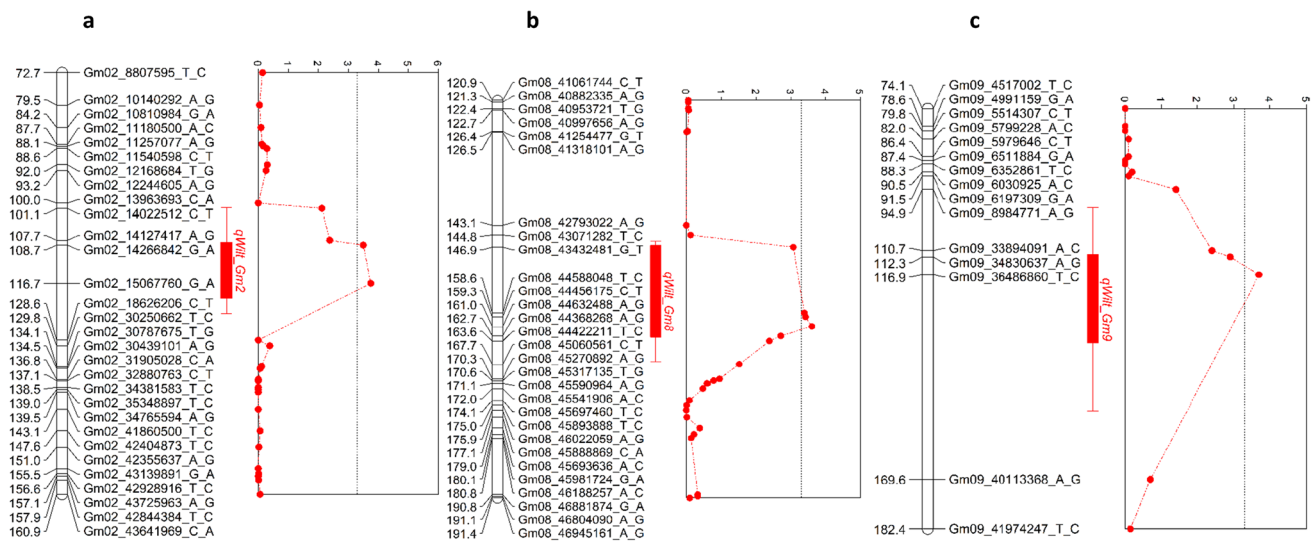 a
0 1 2 3 4 5 6
72.7 Gm02_8807595_T_C
79.5 Gm02_10140292_A_G
84.2 Gm02_10810984_G_A
87.7 Gm02_11180500_A_C
88.1 Gm02_11257077_A_G
88.6 Gm02_11540598_C_T
92.0 Gm02_12168684_T_G
93.2 Gm02_12244605_A_G
100.0 Gm02_13963693_C_A
101.1 Gm02_14022512_C_T
107.7 Gm02_14127417_A_G
108.7 Gm02_14266842_G_A
116.7 Gm02_15067760_G_A
128.6 Gm02_18626206_C_T
129.8 Gm02_30250662_T_C
134.1 Gm02_30787675_T_G
134.5 Gm02_30439101_A_G
136.8 Gm02_31905028_C_A
137.1 Gm02_32880763_C_T
138.5 Gm02_34381583_T_C
139.0 Gm02_35348897_T_C
139.5 Gm02_34765594_A_G
143.1 Gm02_41860500_T_C
147.6 Gm02_42404873_T_C
151.0 Gm02_42355637_A_G
155.5 Gm02_43139891_G_A
156.6 Gm02_42928916_T_C
157.1 Gm02_43725963_A_G
157.9 Gm02_42844384_T_C
160.9 Gm02_43641969_C_A
qWilt_Gm2
b
0 1 2 3 4 5
120.9 Gm08_41061744_C_T
121.3 Gm08_40882335_A_G
122.4 Gm08_40953721_T_G
122.7 Gm08_40997656_A_G
126.4 Gm08_41254477_G_T
126.5 Gm08_41318101_A_G
143.1 Gm08_42793022_A_G
144.8 Gm08_43071282_T_C
146.9 Gm08_43432481_G_T
158.6 Gm08_44588048_T_C
159.3 Gm08_44456175_C_T
161.0 Gm08_44632488_A_G
162.7 Gm08_44368268_A_G
163.6 Gm08_44422211_T_C
167.7 Gm08_45060561_C_T
170.3 Gm08_45270892_A_G
170.6 Gm08_45317135_T_G
171.1 Gm08_45590964_A_G
172.0 Gm08_45541906_A_C
174.1 Gm08_45697460_T_C
175.0 Gm08_45893888_T_C
175.9 Gm08_46022059_A_G
177.1 Gm08_45888869_C_A
179.0 Gm08_45693636_A_C
180.1 Gm08_45981724_G_A
180.8 Gm08_46188257_A_C
190.8 Gm08_46881874_G_A
191.1 Gm08_46804090_A_G
191.4 Gm08_46945161_A_G
qWilt_Gm8
c
0 1 2 3 4 5
74.1 Gm09_4517002_T_C
78.6 Gm09_4991159_G_A
79.8 Gm09_5514307_C_T
82.0 Gm09_5799228_A_C
86.4 Gm09_5979646_C_T
87.4 Gm09_6511884_G_A
88.3 Gm09_6352861_T_C
90.5 Gm09_6030925_A_C
91.5 Gm09_6197309_G_A
94.9 Gm09_8984771_A_G
110.7 Gm09_33894091_A_C
112.3 Gm09_34830637_A_G
116.9 Gm09_36486860_T_C
169.6 Gm09_40113368_A_G
182.4 Gm09_41974247_T_C
qWilt_Gm9